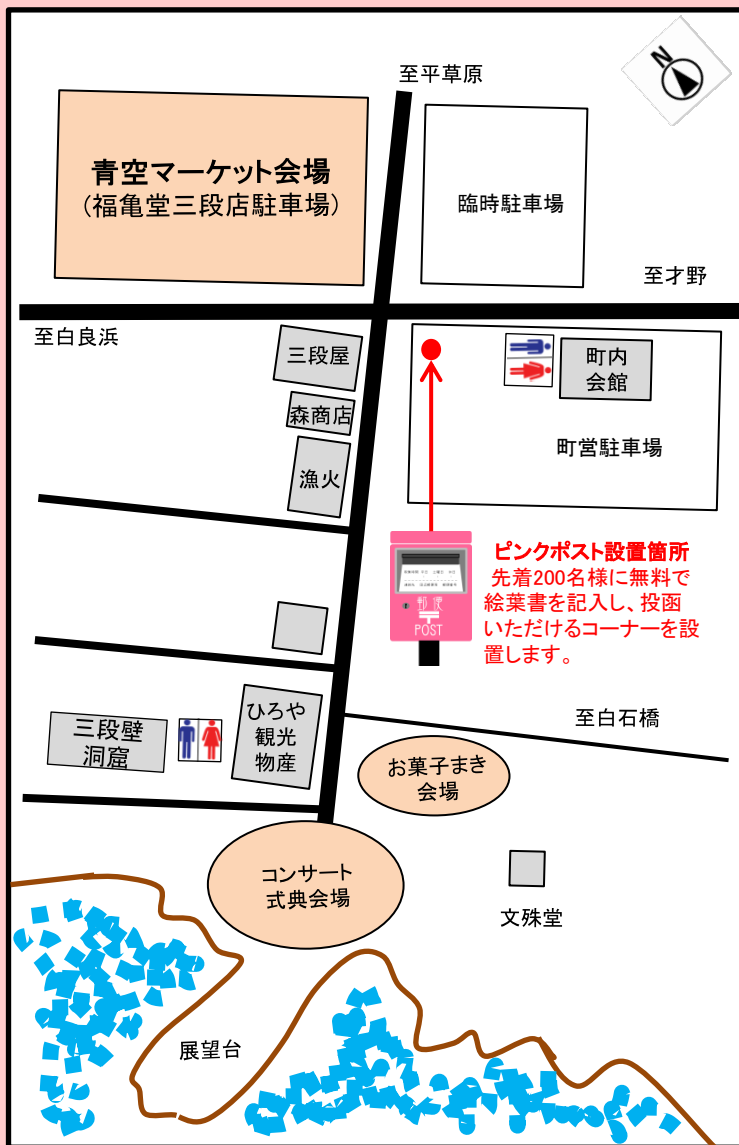 N
至平草原
青空マーケット会場
(福亀堂三段店駐車場)
臨時駐車場
至才野
至白良浜
三段屋
森商店
漁火
町内
会館
町営駐車場
ピンクポスト設置箇所
先着200名様に無料で
絵葉書を記入し、投函
いただけるコーナーを設
置します。
郵便
POST
ひろや
観光
物産
三段壁
洞窟
至白石橋
お菓子まき
会場
コンサート
式典会場
文殊堂
展望台